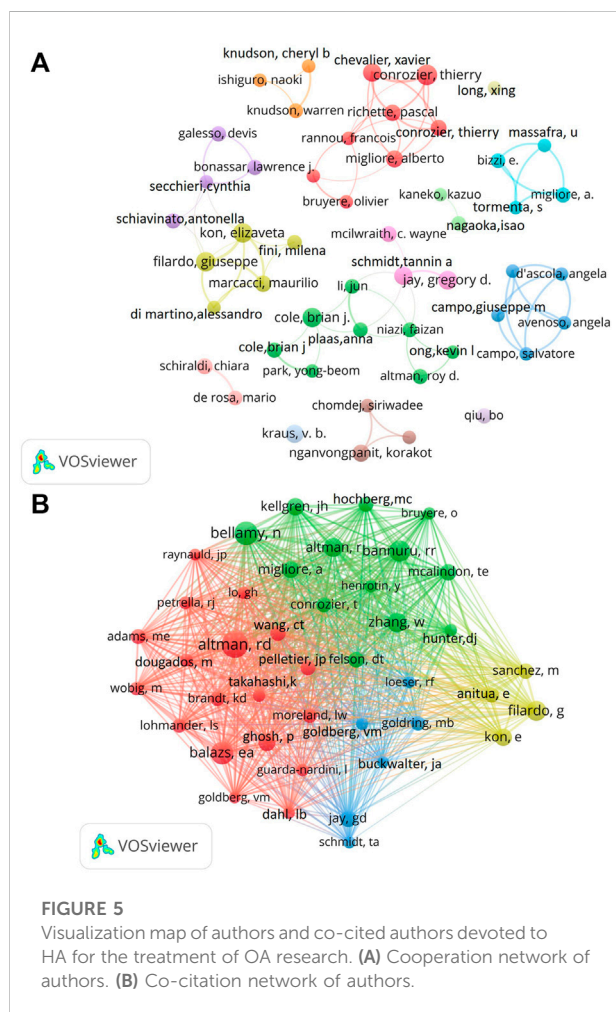 A
knudson, cheryl b
chevalier, xavier
ishiguro, naoki
conrozier, thierry
long, xing
knudson, warren
richette, pascal
galesso, devis
rannou, francois
conrozier, thierry
massafra, u
bonassar, lawrence j.
migliore, alberto
bizzi, e.
secchieri,cynthia
kaneko, kazuo
migliore, a.
bruyere, olivier
tormenta, s
schiavinato,antonella
nagaoka,isao
kon, elizaveta
mcilwraith, c. wayne
fini, milena
filardo, giuseppe
schmidt,tannin a
d'ascola, angela
marcacci, maurilio
li, jun
jay, gregory d.
campo,giuseppe m
di martino,alessandro
cole, brian j.
niazi, faizan
avenoso, angela
plaas,anna
cole,brian j
ong,kevin l
campo, salvatore
schiraldi, chiara
park, yong-beom
altman, roy d.
de rosa, mario
chomdej, siriwadee
qiu, bo
kraus, v. b.
nganvongpanit, korakot
VOSviewer
B
kellgren, jh
hochberg,mc
bruyere, o
bellamy, n
altman, r
bannuru, rr
raynauld, jp
migliore, a
mcalindon, te
lo, gh
henrotin, y
petrella, rj
conrozier, t
wang, ct
zhang, w
adams, me
altman, rd
hunter,dj
dougados, m
pelletier, jp
felson, dt
sanchez, m
wobig, m
takahashi,k
loeser, rf
anitua, e
brandt, kd
filardo, g
moreland, lw
goldring, mb
lohmander, ls
ghosh, p
goldberg, vm
kon, e
balazs, ea
buckwalter, ja
guarda-nardini, l
goldberg, vm
dahl, lb
jay, gd
schmidt, ta
VOSviewer
FIGURE 5
Visualization map of authors and co-cited authors devoted to
HA for the treatment of OA research. (A) Cooperation network of
authors. (B) Co-citation network of authors.